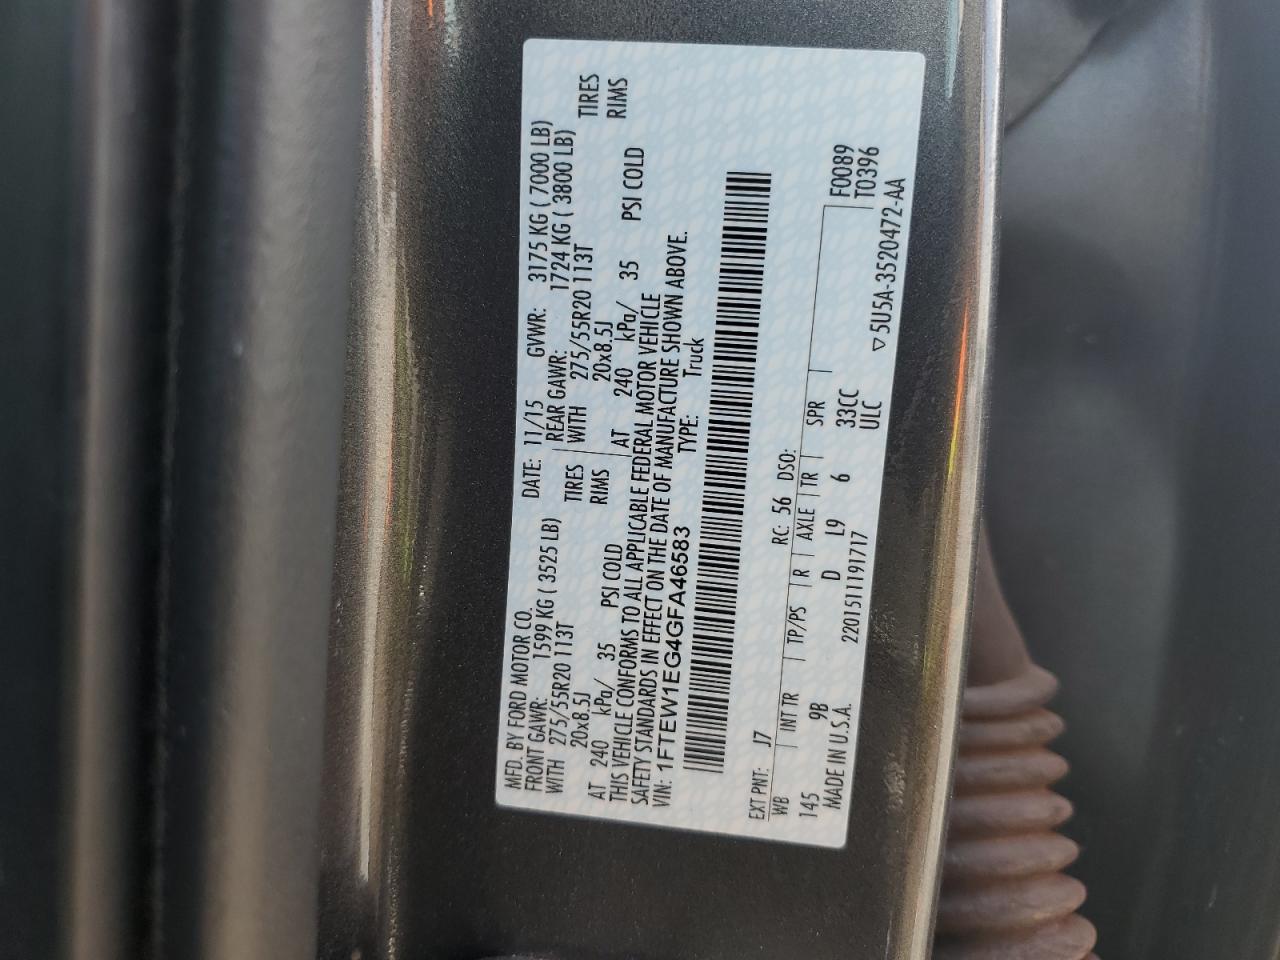 MFD. BY FORD MOTOR CO.
DATE: 11/15 GVWR: 3175 KG ( 7000 LB)
FRONT GAWR: 1599 KG ( 3525 LB) REAR GAWR: 1724 KG ( 3800 LB)
WITH 275/55R20 113T TIRES WITH 275/55R20 113T TIRES
20x8.5J RIMS 20x8.5J RIMS
AT 240 kPa/ 35 PSI COLD AT 240 kPa/ 35 PSI COLD
THIS VEHICLE CONFORMS TO ALL APPLICABLE FEDERAL MOTOR VEHICLE
SAFETY STANDARDS IN EFFECT ON THE DATE OF MANUFACTURE SHOWN ABOVE.
VIN: 1FTEW1EG4GFA46583 TYPE: Truck
EXT PNT: J7 RC: 56 DSO:
WB INT TR TP/PS R AXLE TR SPR F0089
145 9B D L9 6 33CC T0396
MADE IN U.S.A. 220151119171​7 ULC
▽5U5A-3520472-AA